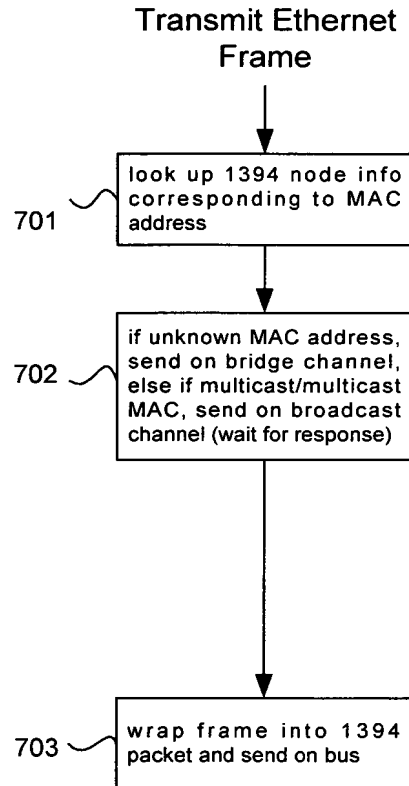 Transmit Ethernet
Frame
look up 1394 node info
corresponding to MAC
address
701
if unknown MAC address,
send on bridge channel,
else if multicast/multicast
MAC, send on broadcast
channel (wait for response)
702
wrap frame into 1394
packet and send on bus
703